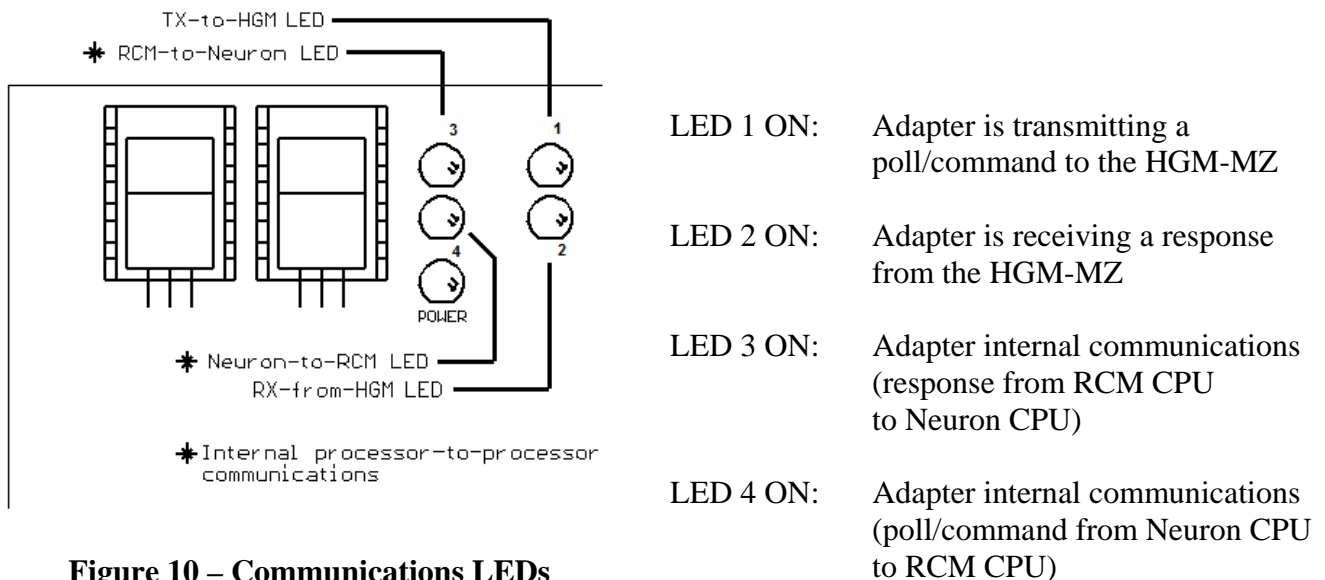 TX-to-HGM LED
✱ RCM-to-Neuron LED
3
1
4
2
POWER
✱ Neuron-to-RCM LED
RX-from-HGM LED
✱ Internal processor-to-processor
communications
Figure 10 – Communications LEDs
LED 1 ON: Adapter is transmitting a
poll/command to the HGM-MZ
LED 2 ON: Adapter is receiving a response
from the HGM-MZ
LED 3 ON: Adapter internal communications
(response from RCM CPU
to Neuron CPU)
LED 4 ON: Adapter internal communications
(poll/command from Neuron CPU
to RCM CPU)